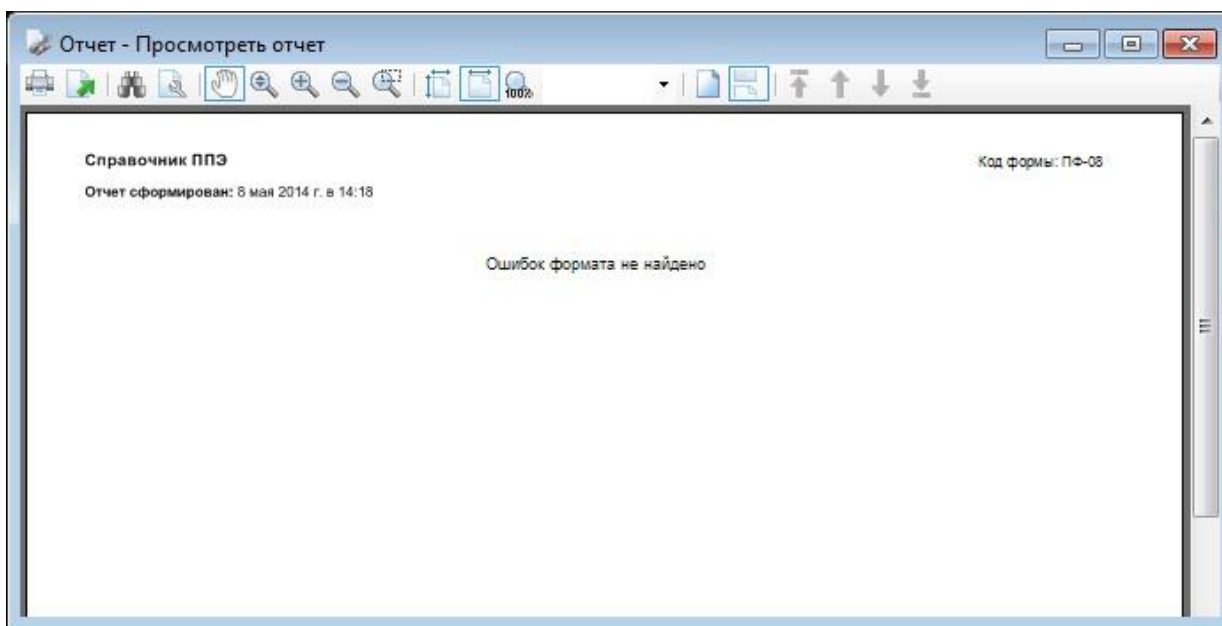 Отчет - Просмотреть отчет
100%
Справочник ППЭ
Код формы: ПФ-08
Отчет сформирован: 8 мая 2014 г. в 14:18
Ошибок формата не найдено